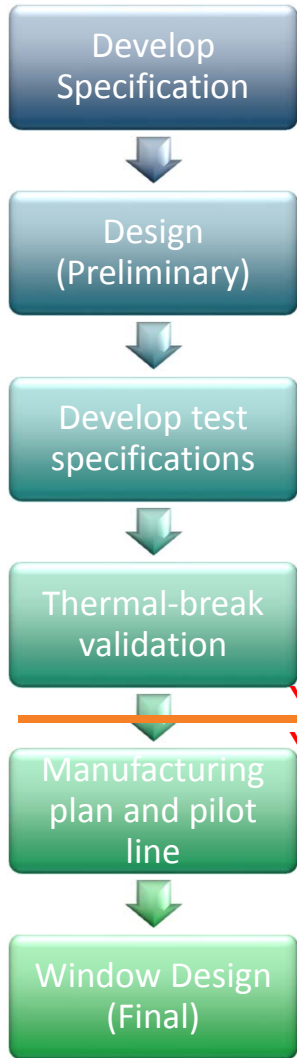 Develop
Specification
Design
(Preliminary)
Develop test
specifications
Thermal-break
validation
Manufacturing
plan and pilot
line
Window Design
(Final)